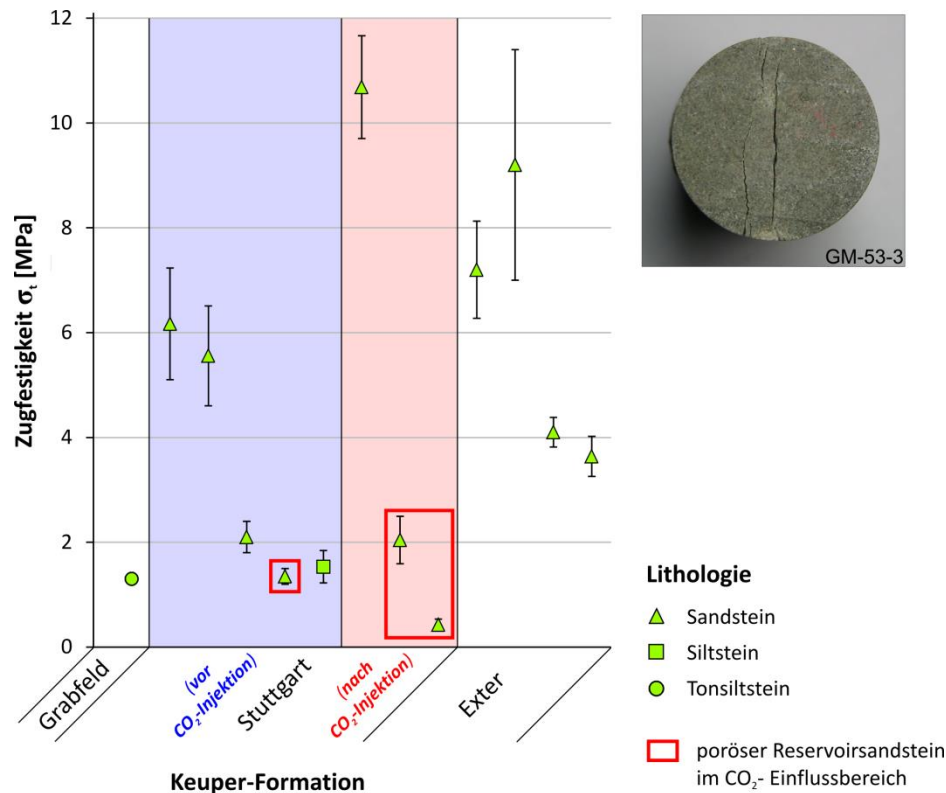 Zugfestigkeit σt [MPa]
12
10
8
6
4
2
0
Grabfeld
(vor
CO₂-Injektion)
Stuttgart
(nach
CO₂-Injektion)
Exter
Keuper-Formation
GM-53-3
Lithologie
Sandstein
Siltstein
Tonsiltstein
poröser Reservoirsandstein
im CO₂- Einflussbereich